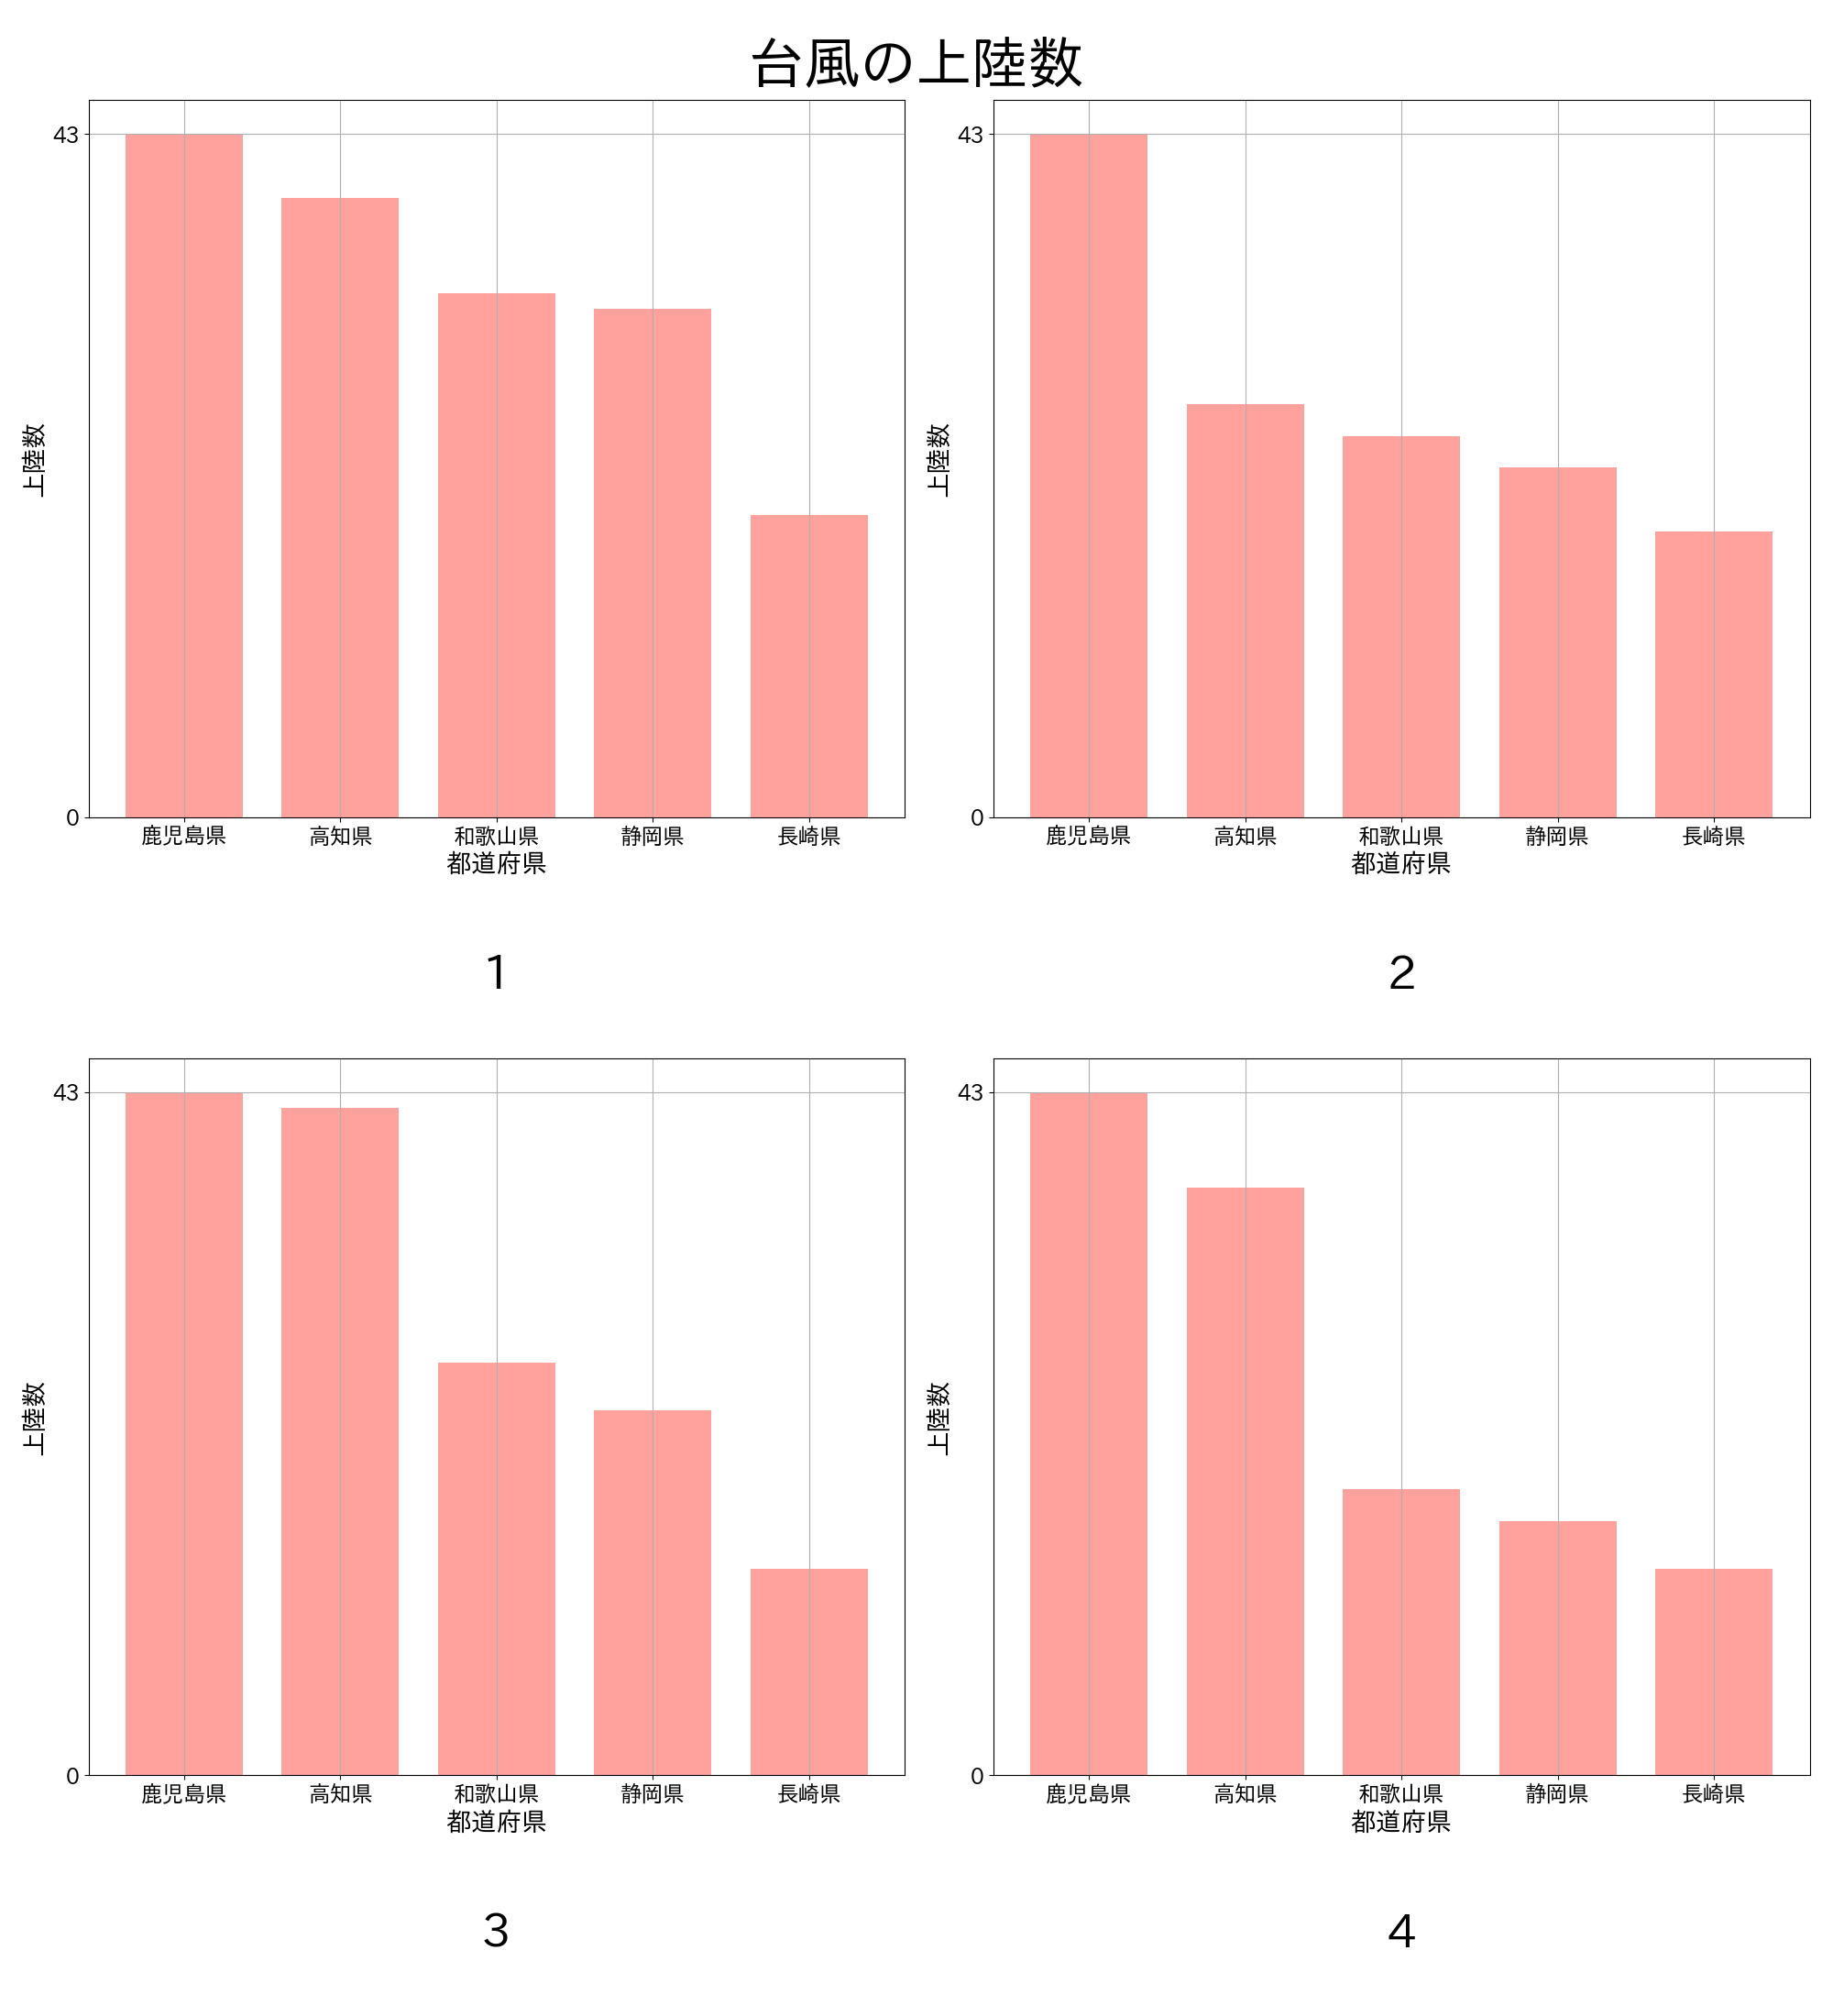 台風の上陸数
43
上陸数
0
鹿児島県 高知県 和歌山県 静岡県 長崎県
都道府県
1
43
上陸数
0
鹿児島県 高知県 和歌山県 静岡県 長崎県
都道府県
2
43
上陸数
0
鹿児島県 高知県 和歌山県 静岡県 長崎県
都道府県
3
43
上陸数
0
鹿児島県 高知県 和歌山県 静岡県 長崎県
都道府県
4